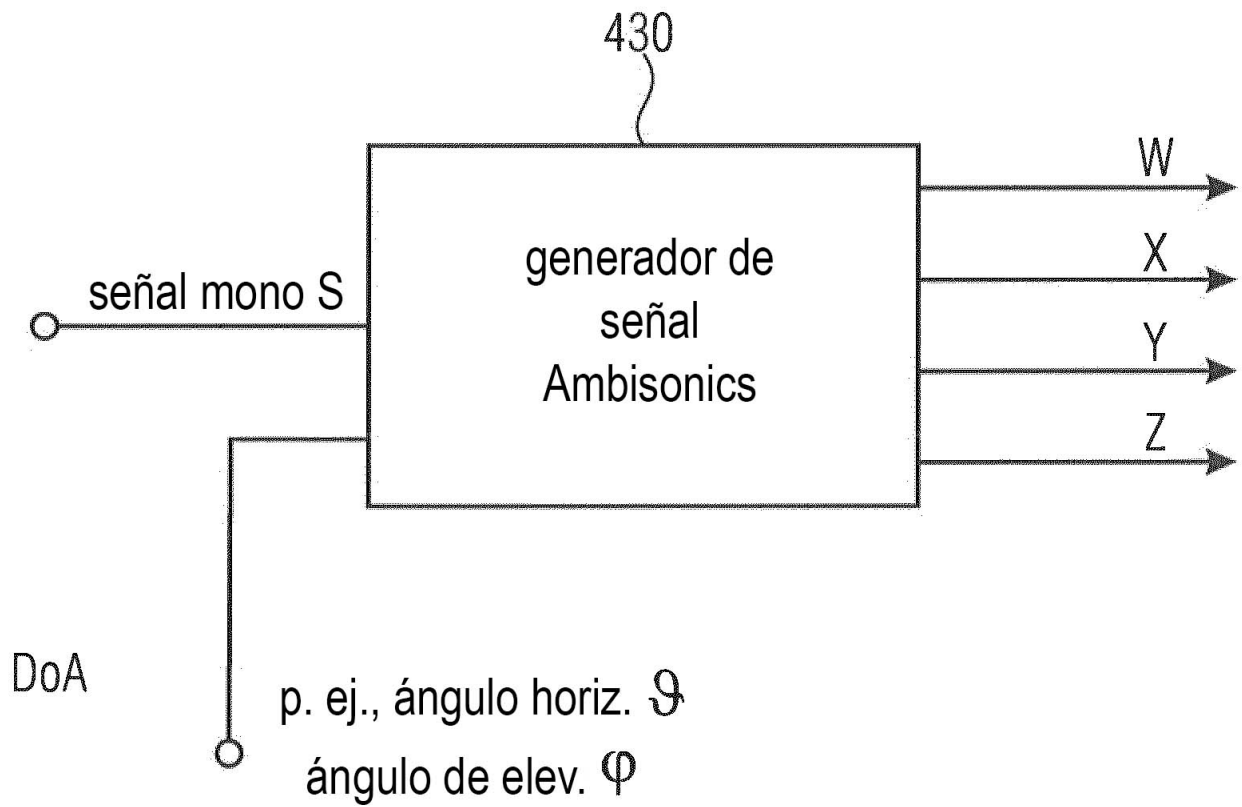 430
señal mono S
generador de
señal
Ambisonics
W
X
Y
Z
DoA
p. ej., ángulo horiz. ϑ
ángulo de elev. φ